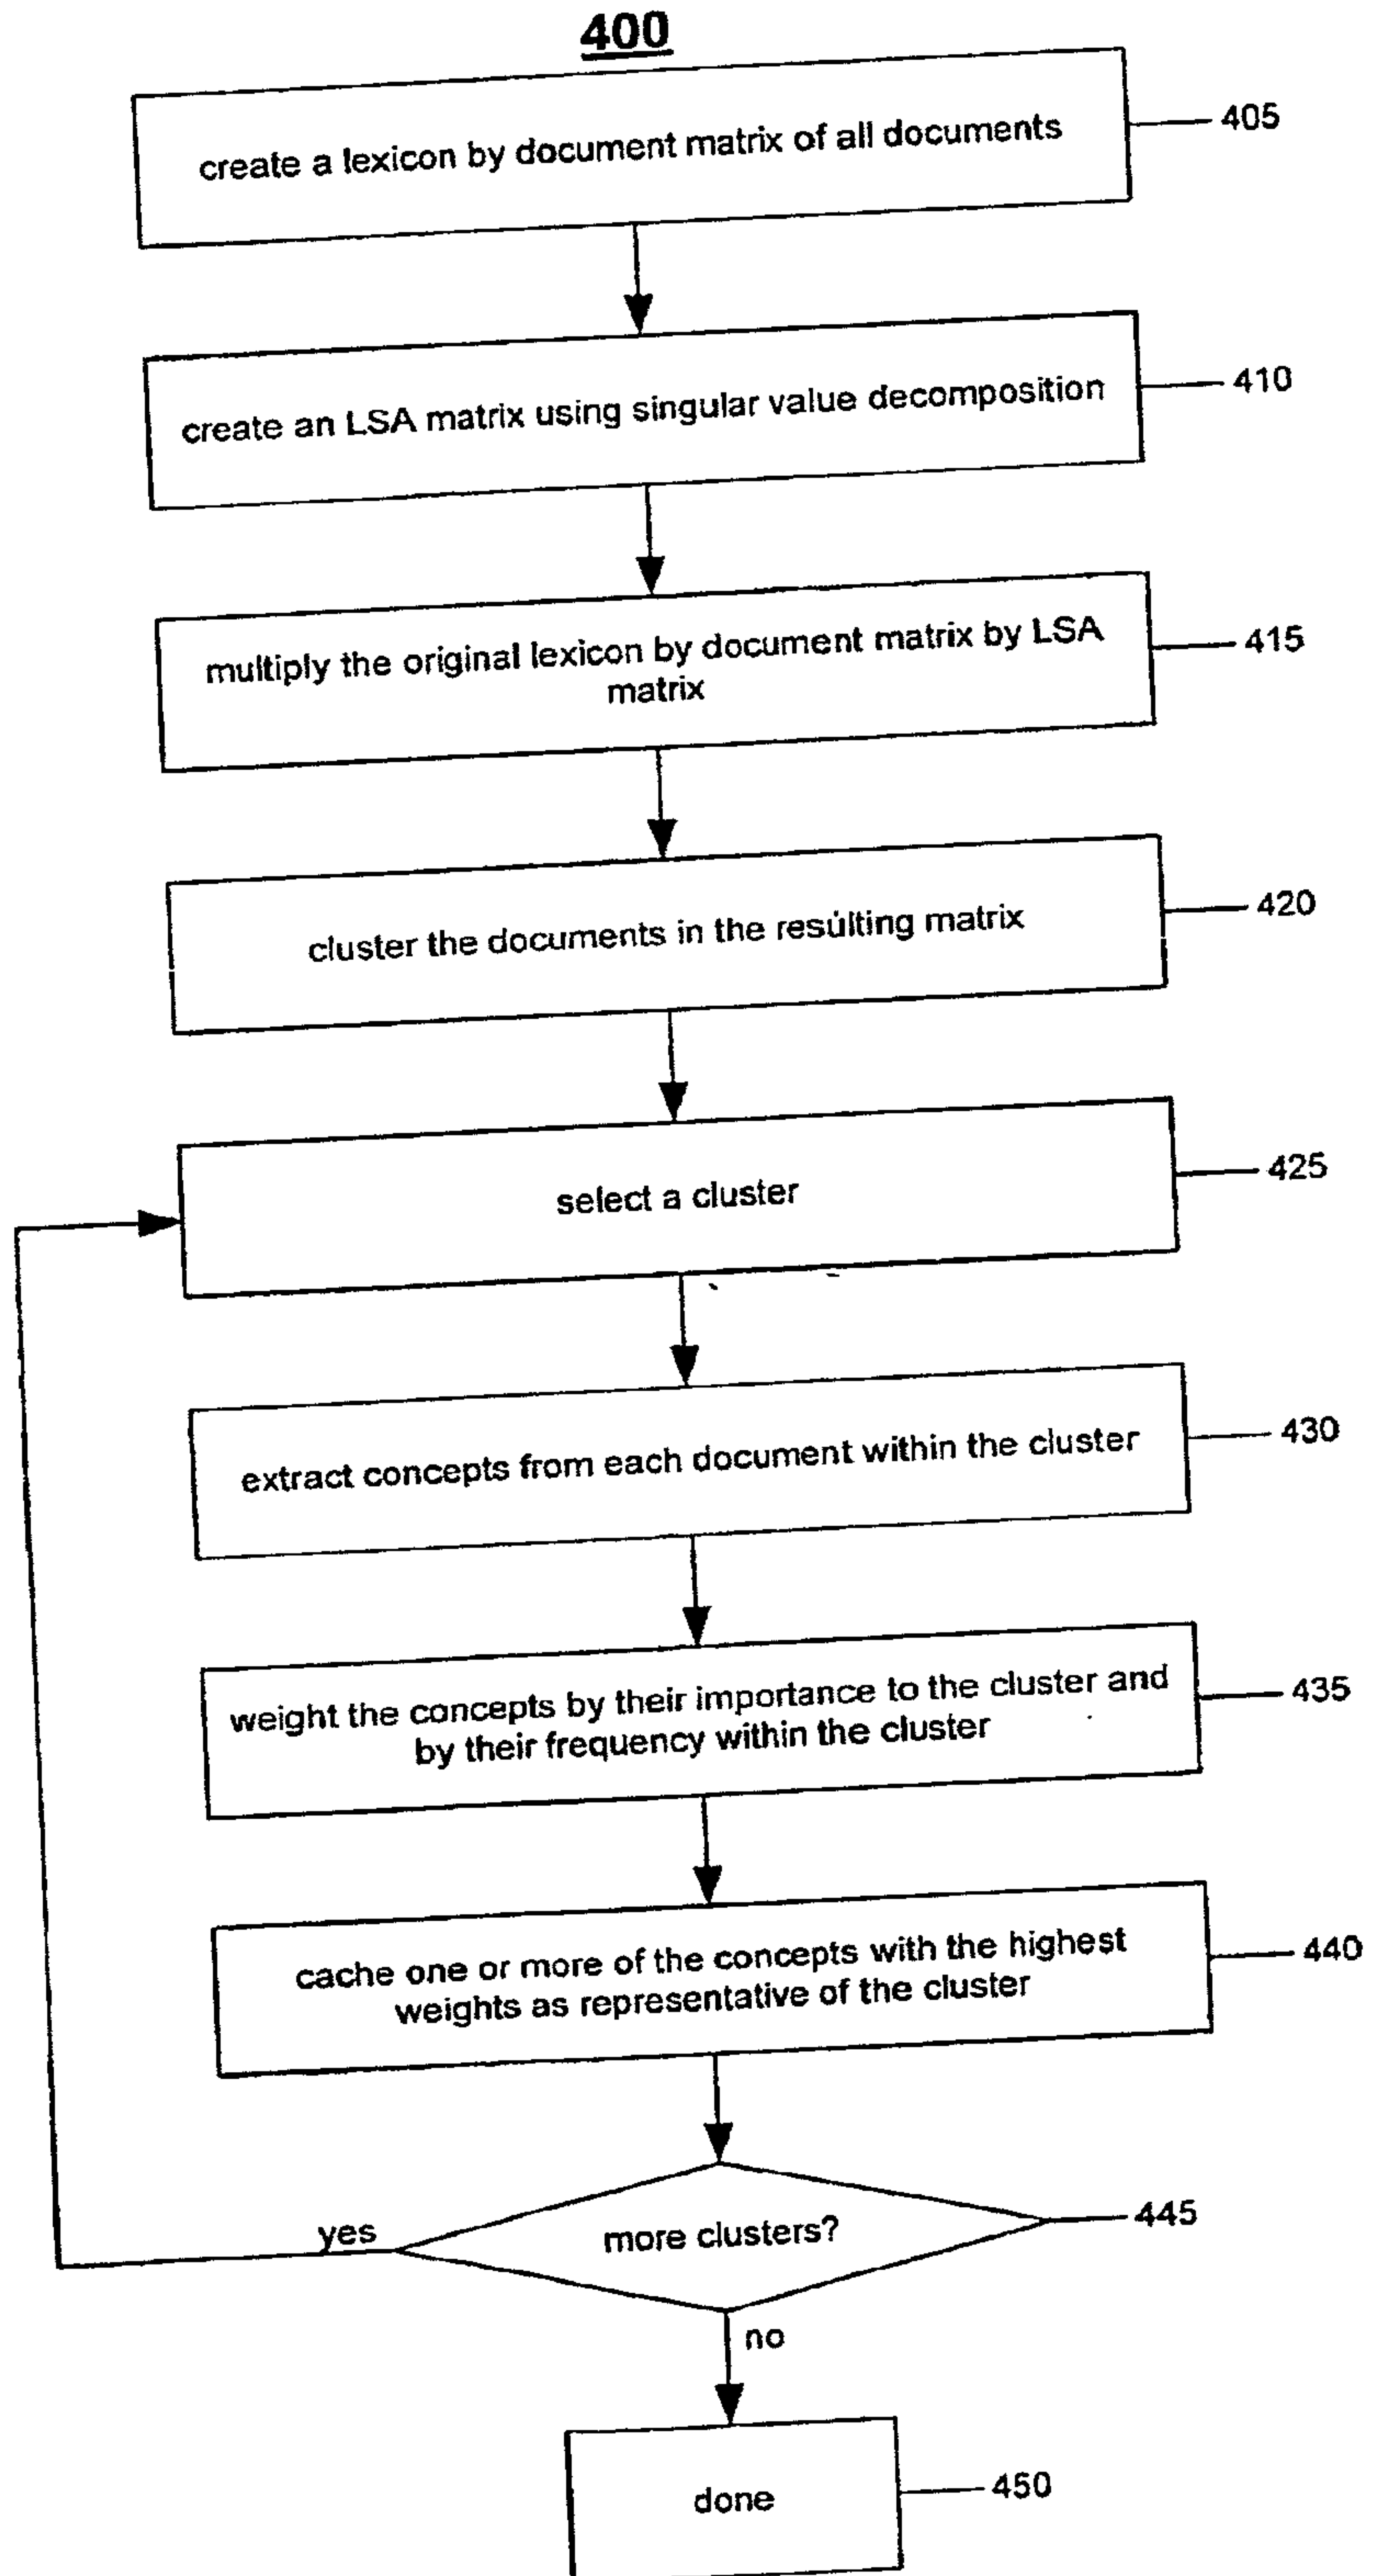 400
create a lexicon by document matrix of all documents
405
create an LSA matrix using singular value decomposition
410
multiply the original lexicon by document matrix by LSA
matrix
415
cluster the documents in the resulting matrix
420
select a cluster
425
extract concepts from each document within the cluster
430
weight the concepts by their importance to the cluster and
by their frequency within the cluster
435
cache one or more of the concepts with the highest
weights as representative of the cluster
440
more clusters?
445
yes
no
done
450